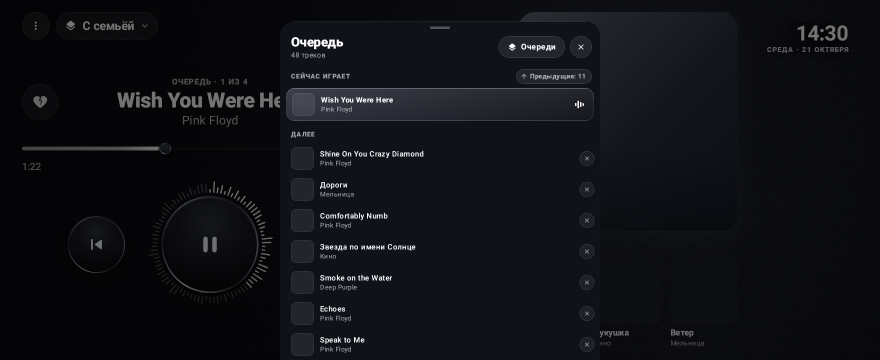 С семьёй
14:30
СРЕДА · 21 ОКТЯБРЯ
ОЧЕРЕДЬ · 1 ИЗ 4
Wish You Were He
Pink Floyd
1:22
Очередь
48 треков
Очереди
СЕЙЧАС ИГРАЕТ
Предыдущие: 11
Wish You Were Here
Pink Floyd
ДАЛЕЕ
Shine On You Crazy Diamond
Pink Floyd
Дороги
Мельница
Comfortably Numb
Pink Floyd
Звезда по имени Солнце
Кино
Smoke on the Water
Deep Purple
Echoes
Pink Floyd
Speak to Me
Pink Floyd
укушка
ино
Ветер
Мельница